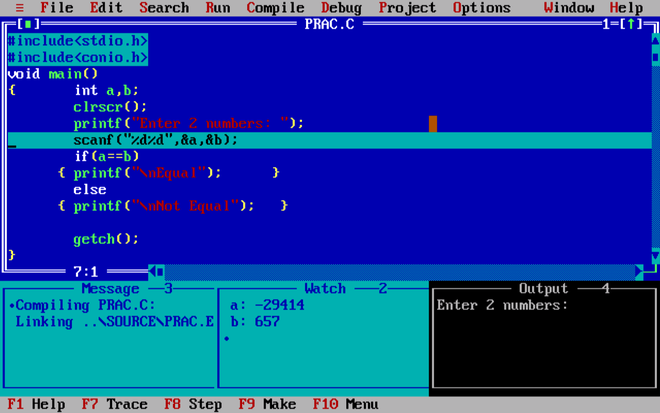 ≡ File Edit Search Run Compile Debug Project Options Window Help
[■] PRAC.C 1=[↑]
#include<stdio.h>
#include<conio.h>
void main()
{ int a,b;
clrscr();
printf("Enter 2 numbers: ");
scanf("%d%d",&a,&b);
if(a==b)
{ printf("\nEqual"); }
else
{ printf("\nNot Equal"); }
getch();
}
7:1
Message 3
•Compiling PRAC.C:
Linking ..\SOURCE\PRAC.E
Watch 2
a: -29414
b: 657
Output 4
Enter 2 numbers:
F1 Help F7 Trace F8 Step F9 Make F10 Menu